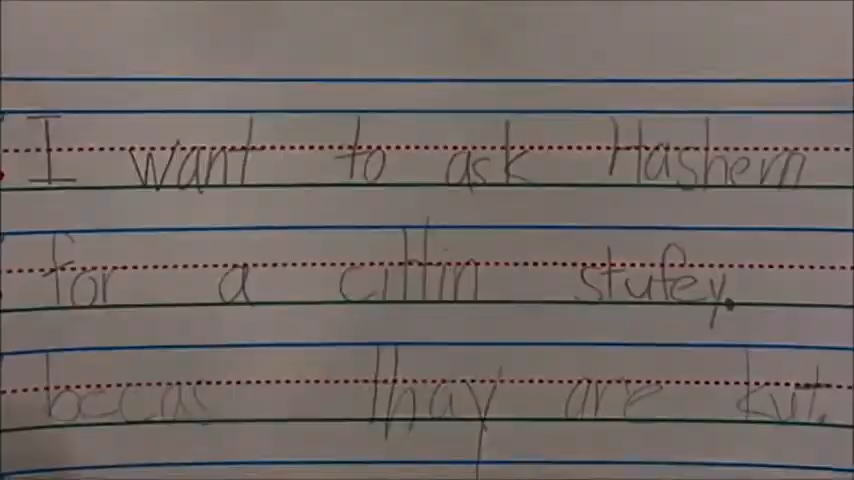 I want to ask Hashem
for a cittin stufey.
becas thay are kut.